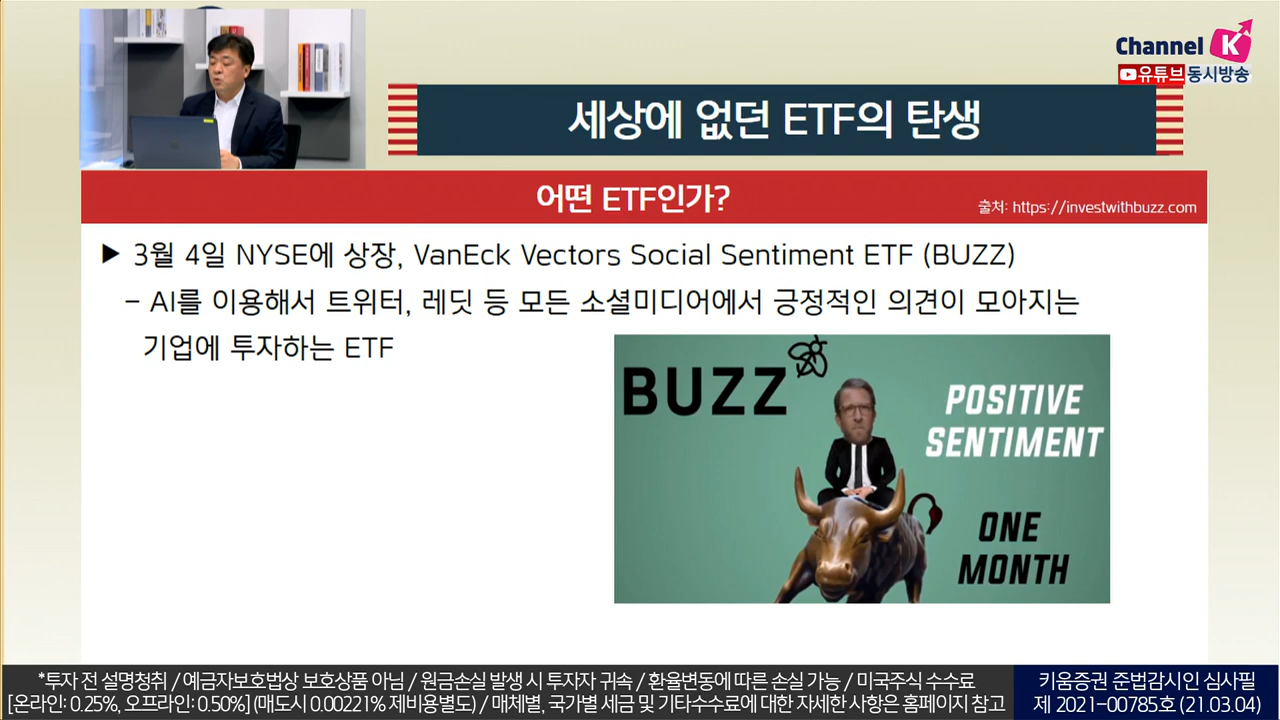 Channel K
유튜브 동시방송
세상에 없던 ETF의 탄생
어떤 ETF인가?
출처: https://investwithbuzz.com
▶ 3월 4일 NYSE에 상장, VanEck Vectors Social Sentiment ETF (BUZZ)
– AI를 이용해서 트위터, 레딧 등 모든 소셜미디어에서 긍정적인 의견이 모아지는
기업에 투자하는 ETF
BUZZ
POSITIVE
SENTIMENT
ONE
MONTH
*투자 전 설명청취 / 예금자보호법상 보호상품 아님 / 원금손실 발생 시 투자자 귀속 / 환율변동에 따른 손실 가능 / 미국주식 수수료
[온라인: 0.25%, 오프라인: 0.50%] (매도시 0.00221% 제비용별도) / 매체별, 국가별 세금 및 기타수수료에 대한 자세한 사항은 홈페이지 참고
키움증권 준법감시인 심사필
제 2021-00785호 (21.03.04)